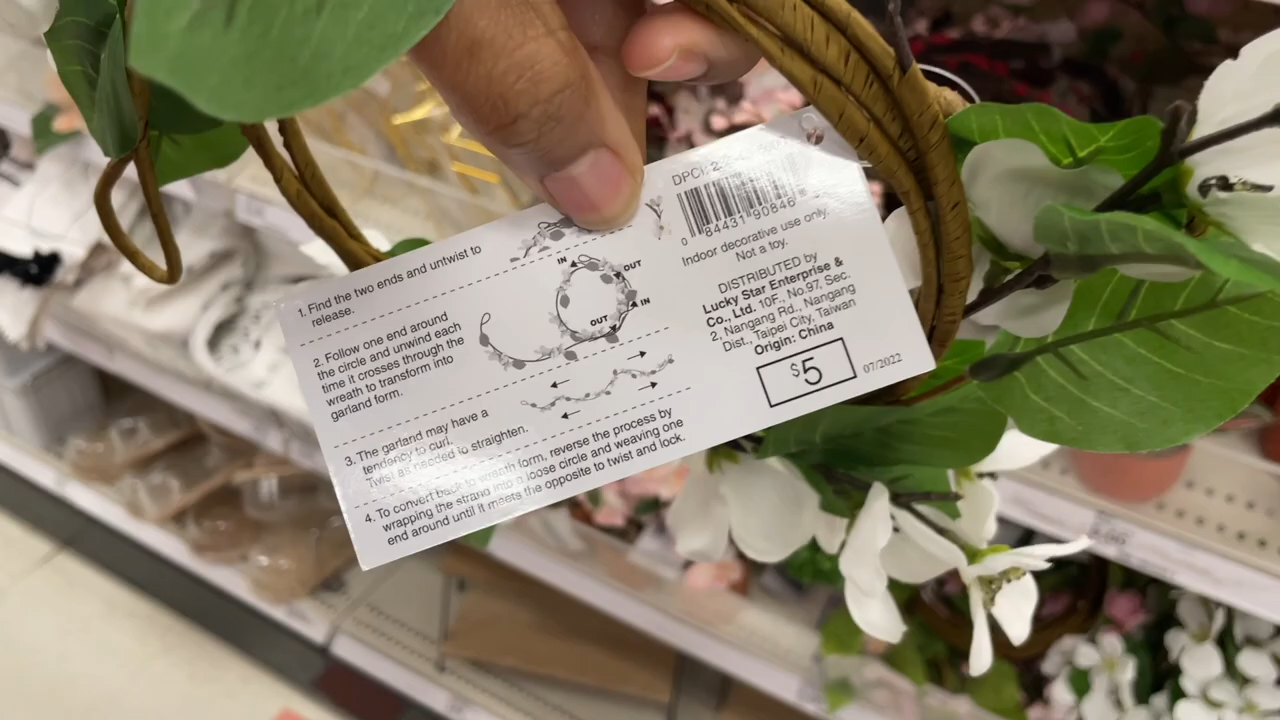 1. Find the two ends and untwist to
release.
2. Follow one end around
the circle and unwind each
time it crosses through the
wreath to transform into
garland form.
3. The garland may have a
tendency to curl.
Twist as needed to straighten.
4. To convert back to wreath form, reverse the process by
wrapping the strand into a loose circle and weaving one
end around until it meets the opposite to twist and lock.
IN
OUT
IN
OUT
DPCI: 2
0 84431 90846
Indoor decorative use only.
Not a toy.
DISTRIBUTED by
Lucky Star Enterprise &
Co., Ltd. 10F., No.97, Sec.
2, Nangang Rd., Nangang
Dist., Taipei City, Taiwan
Origin: China
$5
07/2022